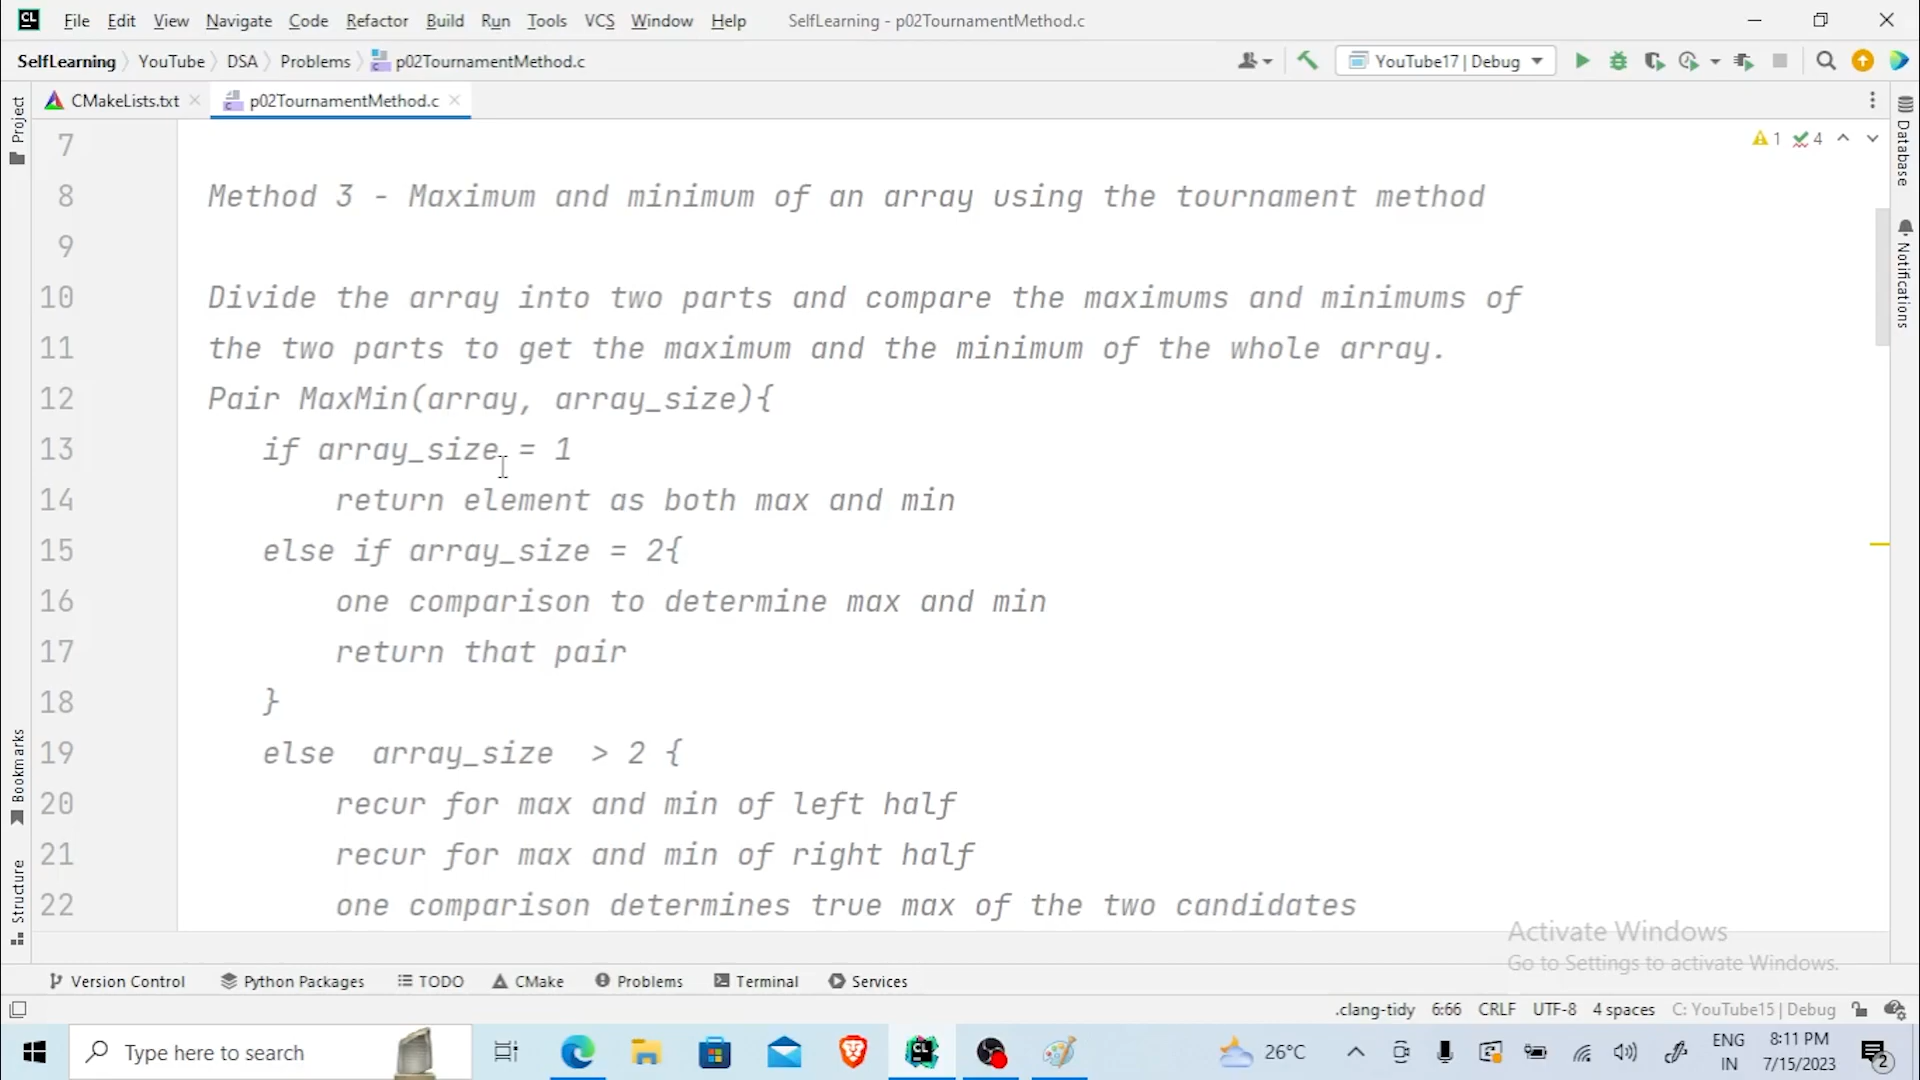 CL File Edit View Navigate Code Refactor Build Run Tools VCS Window Help SelfLearning - p02TournamentMethod.c
SelfLearning YouTube DSA Problems p02TournamentMethod.c YouTube17 | Debug
CMakeLists.txt p02TournamentMethod.c
Project
Bookmarks
Structure
Database
Notifications
1 4
7
8 Method 3 - Maximum and minimum of an array using the tournament method
9
10 Divide the array into two parts and compare the maximums and minimums of
11 the two parts to get the maximum and the minimum of the whole array.
12 Pair MaxMin(array, array_size){
13 if array_size = 1
14 return element as both max and min
15 else if array_size = 2{
16 one comparison to determine max and min
17 return that pair
18 }
19 else  array_size  > 2 {
20 recur for max and min of left half
21 recur for max and min of right half
22 one comparison determines true max of the two candidates
Activate Windows
Go to Settings to activate Windows.
Version Control Python Packages TODO CMake Problems Terminal Services
.clang-tidy 6:66 CRLF UTF-8 4 spaces C: YouTube15 | Debug
Type here to search 26°C ENG 8:11 PM
IN 7/15/2023 2